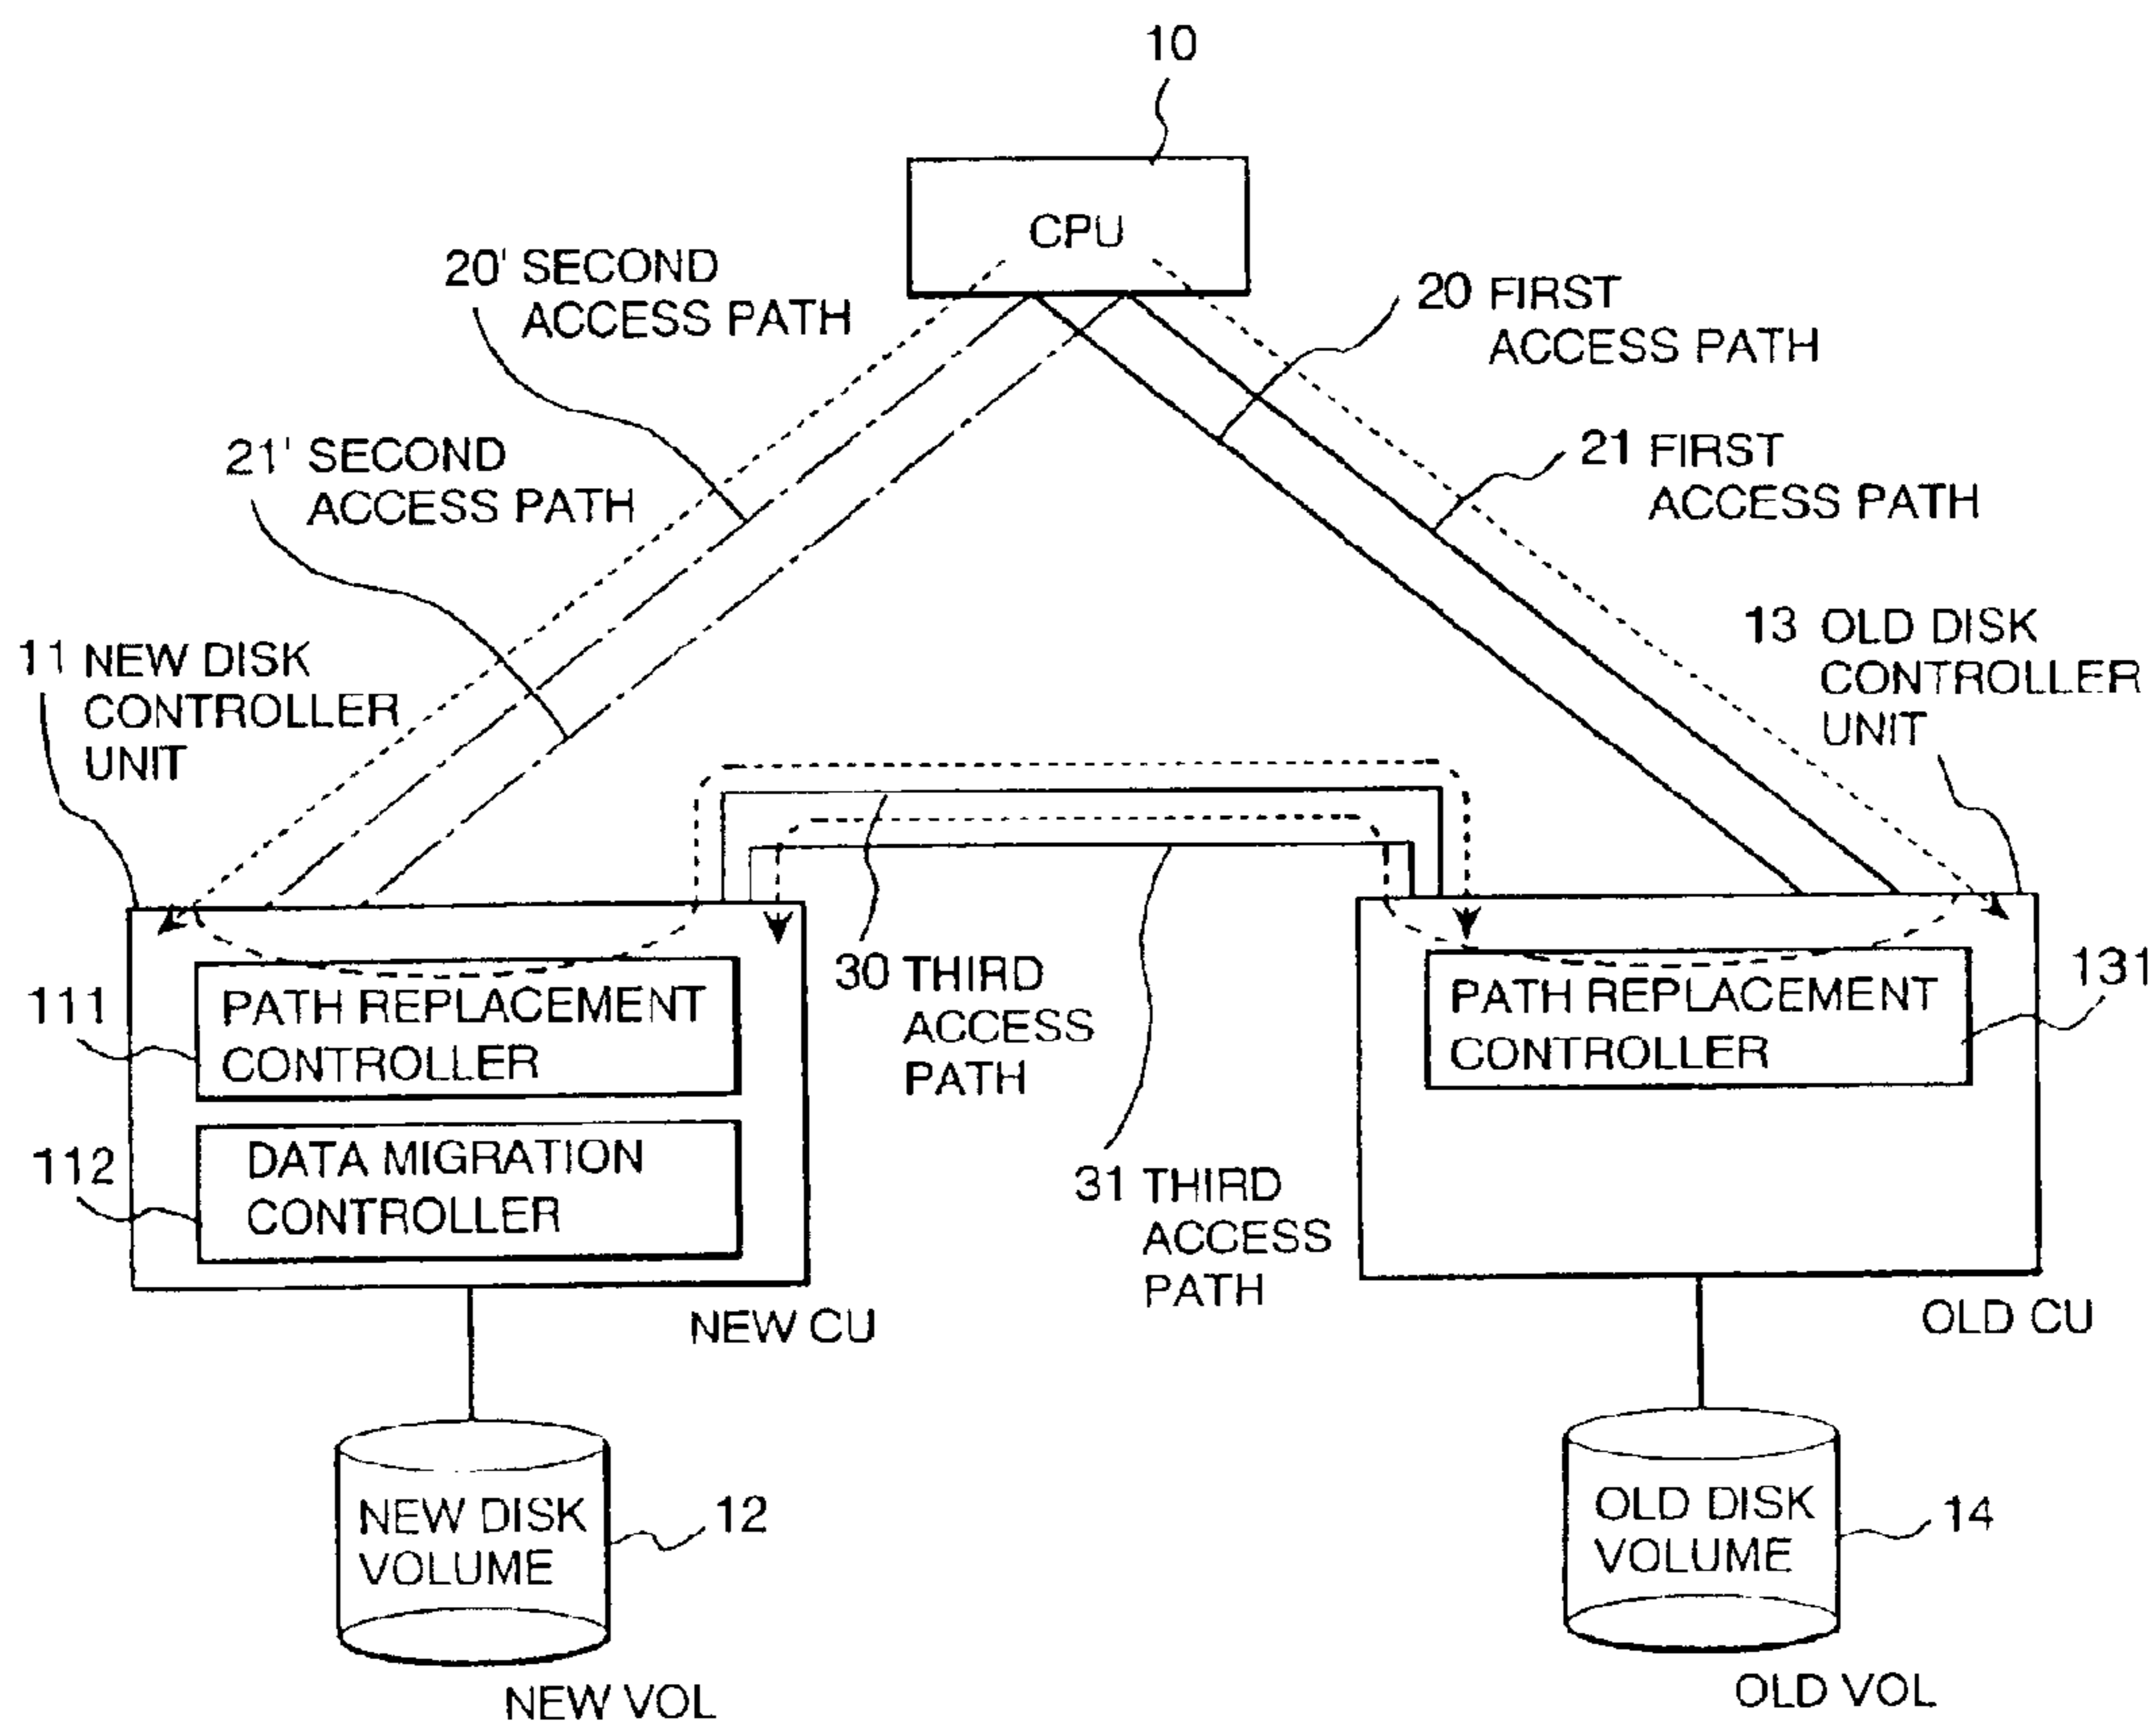 10
CPU
20' SECOND
ACCESS PATH
20 FIRST
ACCESS PATH
21' SECOND
ACCESS PATH
21 FIRST
ACCESS PATH
11 NEW DISK
CONTROLLER
UNIT
13 OLD DISK
CONTROLLER
UNIT
30 THIRD
ACCESS
PATH
111
PATH REPLACEMENT
CONTROLLER
PATH REPLACEMENT
CONTROLLER
131
112
DATA MIGRATION
CONTROLLER
31 THIRD
ACCESS
PATH
NEW CU
OLD CU
NEW DISK
VOLUME
12
OLD DISK
VOLUME
14
NEW VOL
OLD VOL